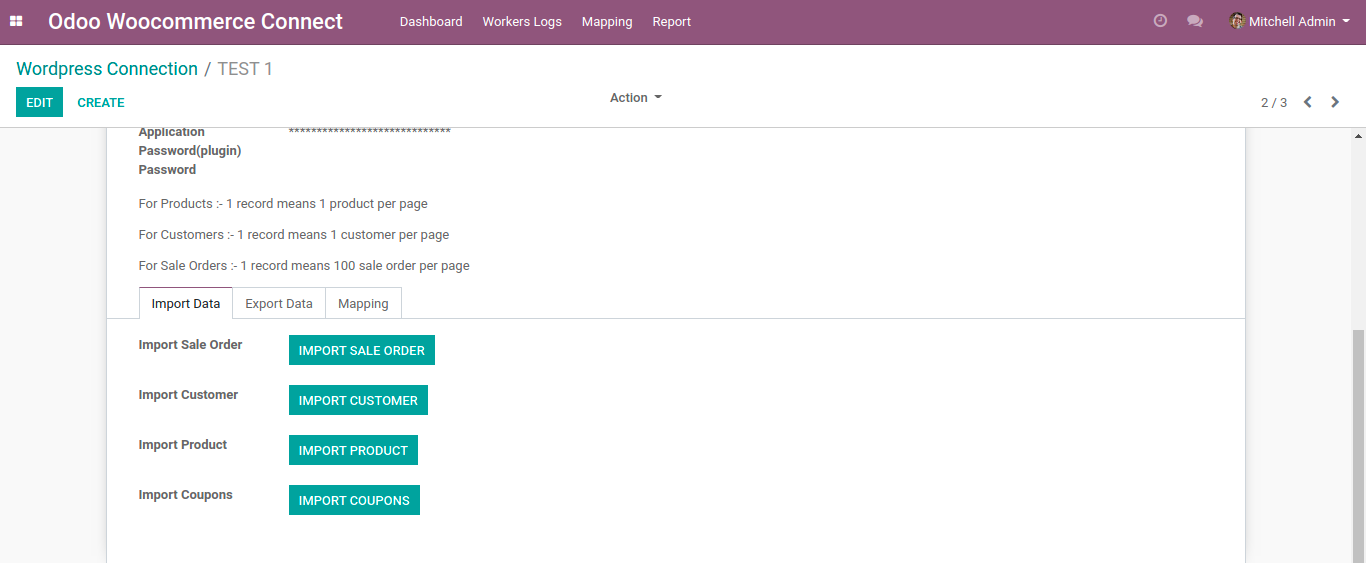 Odoo Woocommerce Connect Dashboard Workers Logs Mapping Report Mitchell Admin
Wordpress Connection / TEST 1
EDIT CREATE Action 2 / 3
Application *****************************
Password(plugin)
Password
For Products :- 1 record means 1 product per page
For Customers :- 1 record means 1 customer per page
For Sale Orders :- 1 record means 100 sale order per page
Import Data Export Data Mapping
Import Sale Order IMPORT SALE ORDER
Import Customer IMPORT CUSTOMER
Import Product IMPORT PRODUCT
Import Coupons IMPORT COUPONS